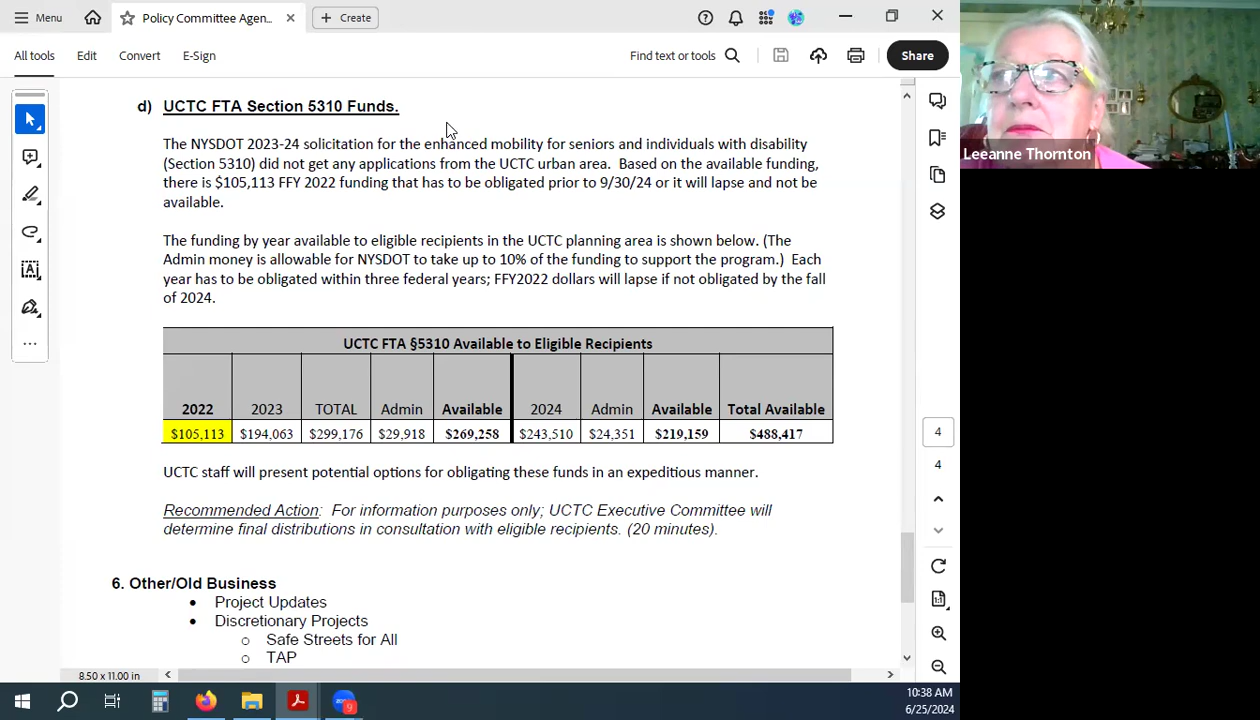 Menu
Policy Committee Agen...
Create
All tools
Edit
Convert
E-Sign
Find text or tools
Share
Leeanne Thornton
d) UCTC FTA Section 5310 Funds.
The NYSDOT 2023-24 solicitation for the enhanced mobility for seniors and individuals with disability
(Section 5310) did not get any applications from the UCTC urban area. Based on the available funding,
there is $105,113 FFY 2022 funding that has to be obligated prior to 9/30/24 or it will lapse and not be
available.
The funding by year available to eligible recipients in the UCTC planning area is shown below. (The
Admin money is allowable for NYSDOT to take up to 10% of the funding to support the program.) Each
year has to be obligated within three federal years; FFY2022 dollars will lapse if not obligated by the fall
of 2024.
UCTC FTA §5310 Available to Eligible Recipients
2022 2023 TOTAL Admin Available 2024 Admin Available Total Available
$105,113 $194,063 $299,176 $29,918 $269,258 $243,510 $24,351 $219,159 $488,417
UCTC staff will present potential options for obligating these funds in an expeditious manner.
Recommended Action: For information purposes only; UCTC Executive Committee will
determine final distributions in consultation with eligible recipients. (20 minutes).
6. Other/Old Business
• Project Updates
• Discretionary Projects
o Safe Streets for All
o TAP
4
4
8.50 x 11.00 in
10:38 AM
6/25/2024